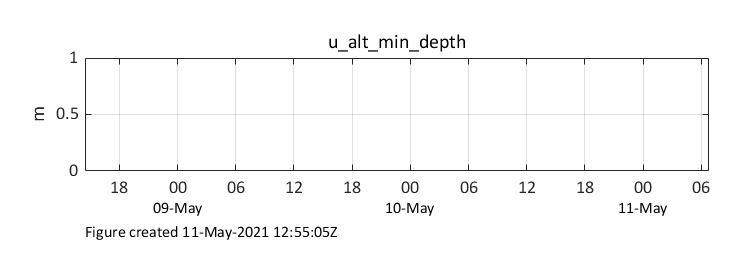 u_alt_min_depth
1
0.5
0
m
18 00 06 12 18 00 06 12 18 00 06
09-May 10-May 11-May
Figure created 11-May-2021 12:55:05Z